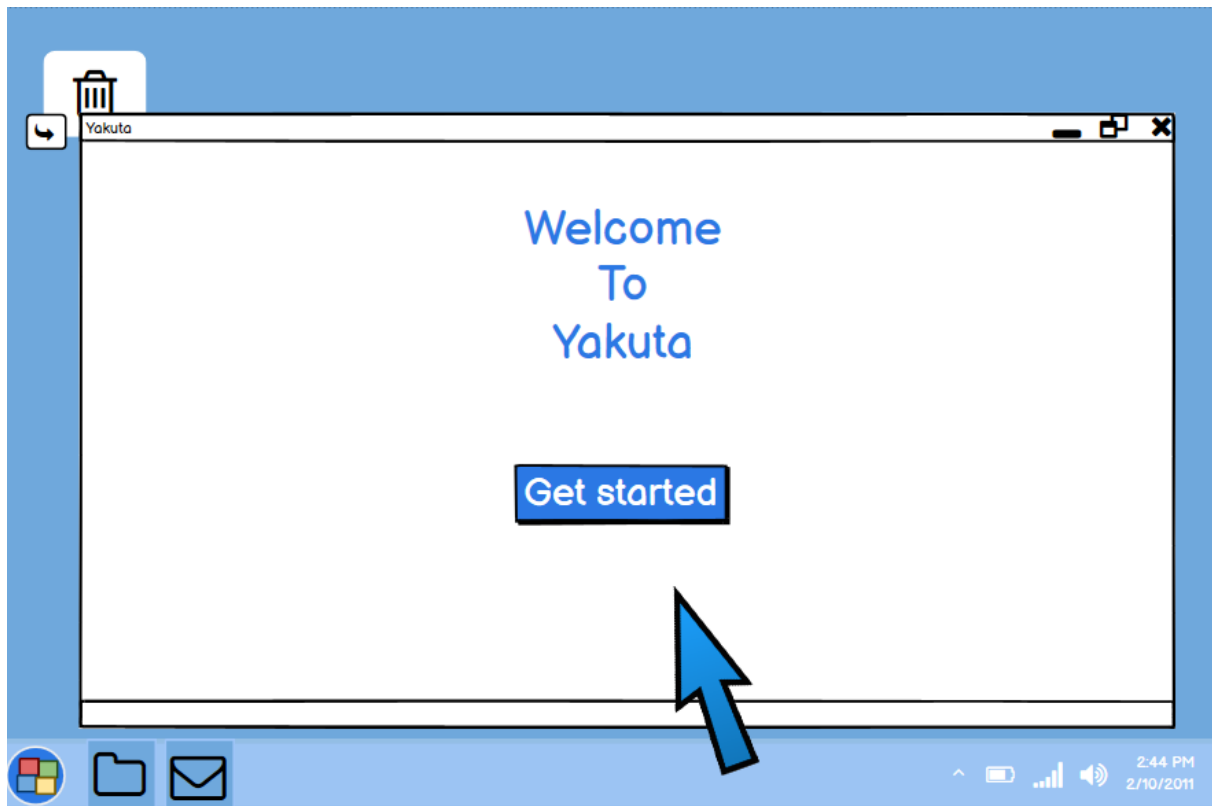 Yakuta
Welcome
To
Yakuta
Get started
2:44 PM
2/10/2011